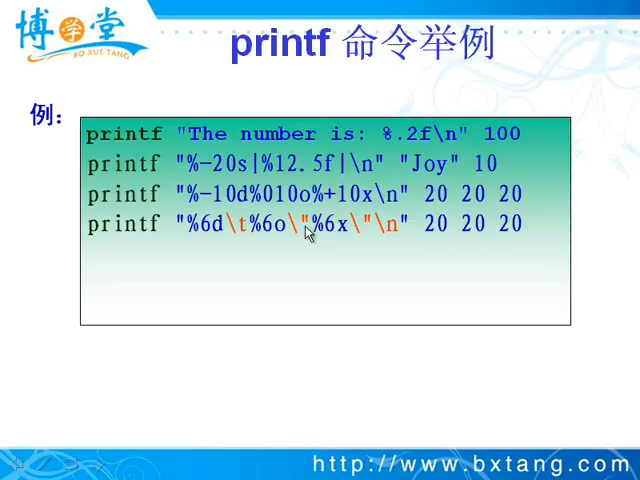 博学堂
BO XUE TANG
printf 命令举例
例：
printf "The number is: %.2f\n" 100
printf "%-20s|%12.5f|\n" "Joy" 10
printf "%-10d%010o%+10x\n" 20 20 20
printf "%6d\t%6o\"%6x\"\n" 20 20 20
http://www.bxtang.com